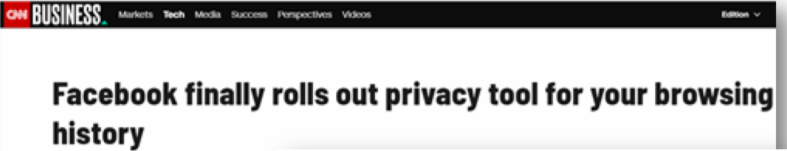 CNN BUSINESS Markets Tech Media Success Perspectives Videos Edition
Facebook finally rolls out privacy tool for your browsing
history